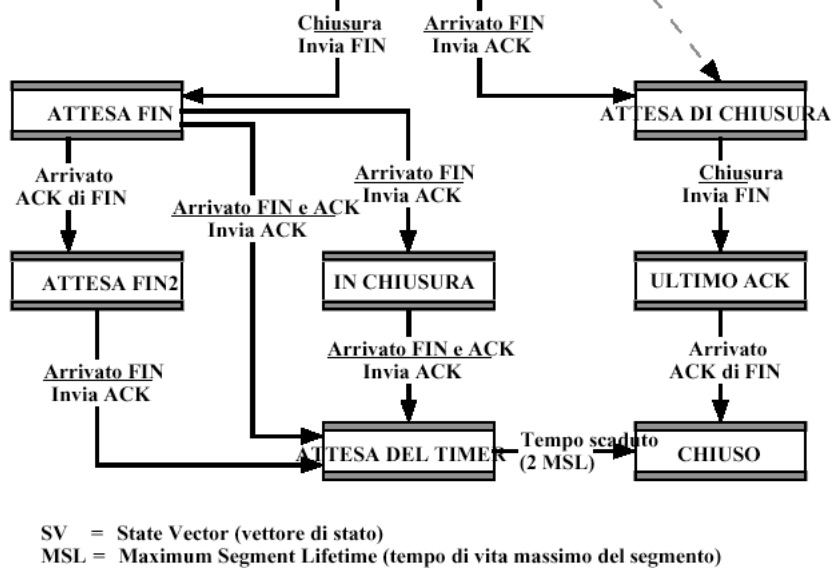 Chiusura
Invia FIN
Arrivato FIN
Invia ACK
ATTESA FIN
ATTESA DI CHIUSURA
Arrivato
ACK di FIN
Arrivato FIN e ACK
Invia ACK
Arrivato FIN
Invia ACK
Chiusura
Invia FIN
ATTESA FIN2
IN CHIUSURA
ULTIMO ACK
Arrivato FIN
Invia ACK
Arrivato FIN e ACK
Invia ACK
Arrivato
ACK di FIN
ATTESA DEL TIMER
Tempo scaduto
(2 MSL)
CHIUSO
SV = State Vector (vettore di stato)
MSL = Maximum Segment Lifetime (tempo di vita massimo del segmento)